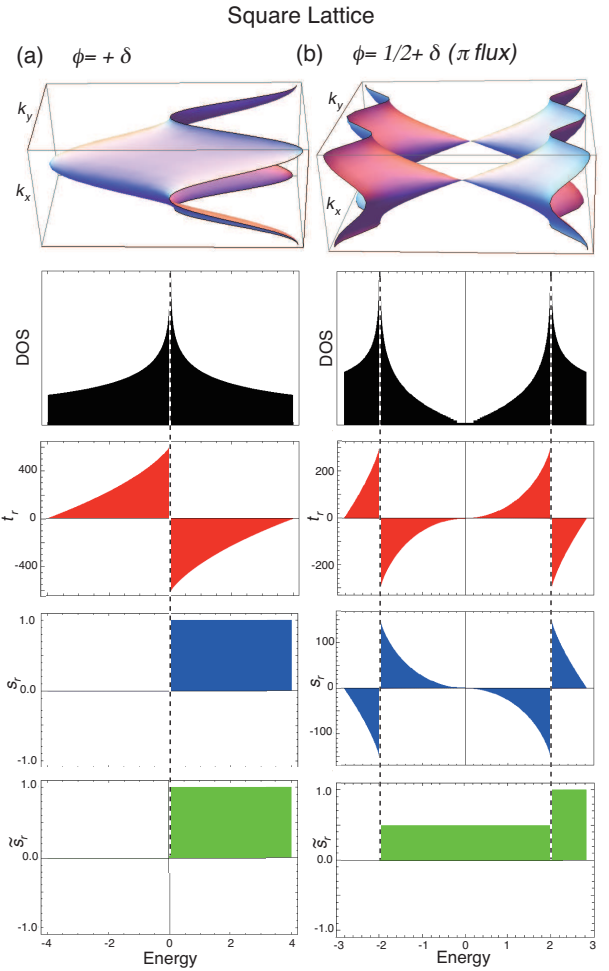 Square Lattice
(a) ϕ= + δ
(b) ϕ= 1/2+ δ (π flux)
k_y
k_x
k_y
k_x
DOS
DOS
t_r
400
0
-400
t_r
200
0
-200
s_r
1.0
0.0
-1.0
s_r
100
0
-100
s̃_r
1.0
0.0
-1.0
-4 -2 0 2 4
Energy
s̃_r
1.0
0.0
-1.0
-3 -2 -1 0 1 2 3
Energy